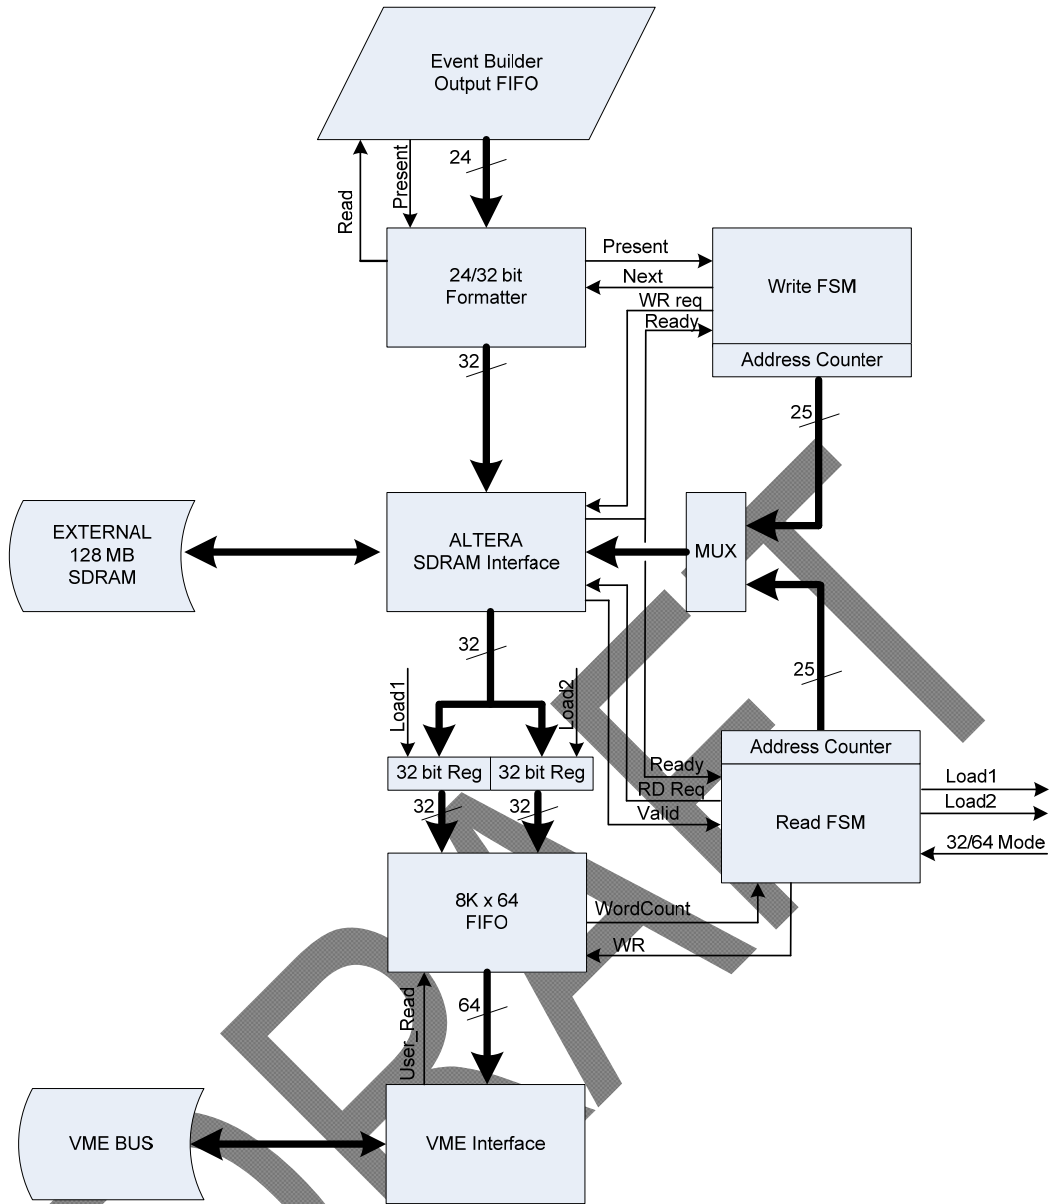 Event Builder
Output FIFO
Read
Present
24
24/32 bit
Formatter
Present
Next
WR req
Ready
Write FSM
Address Counter
32
25
EXTERNAL
128 MB
SDRAM
ALTERA
SDRAM Interface
MUX
32
25
Load1
Load2
32 bit Reg
32 bit Reg
Address Counter
Ready
RD Req
Valid
Read FSM
Load1
Load2
32/64 Mode
32
32
8K x 64
FIFO
WordCount
WR
User_Read
64
VME BUS
VME Interface
DRAFT